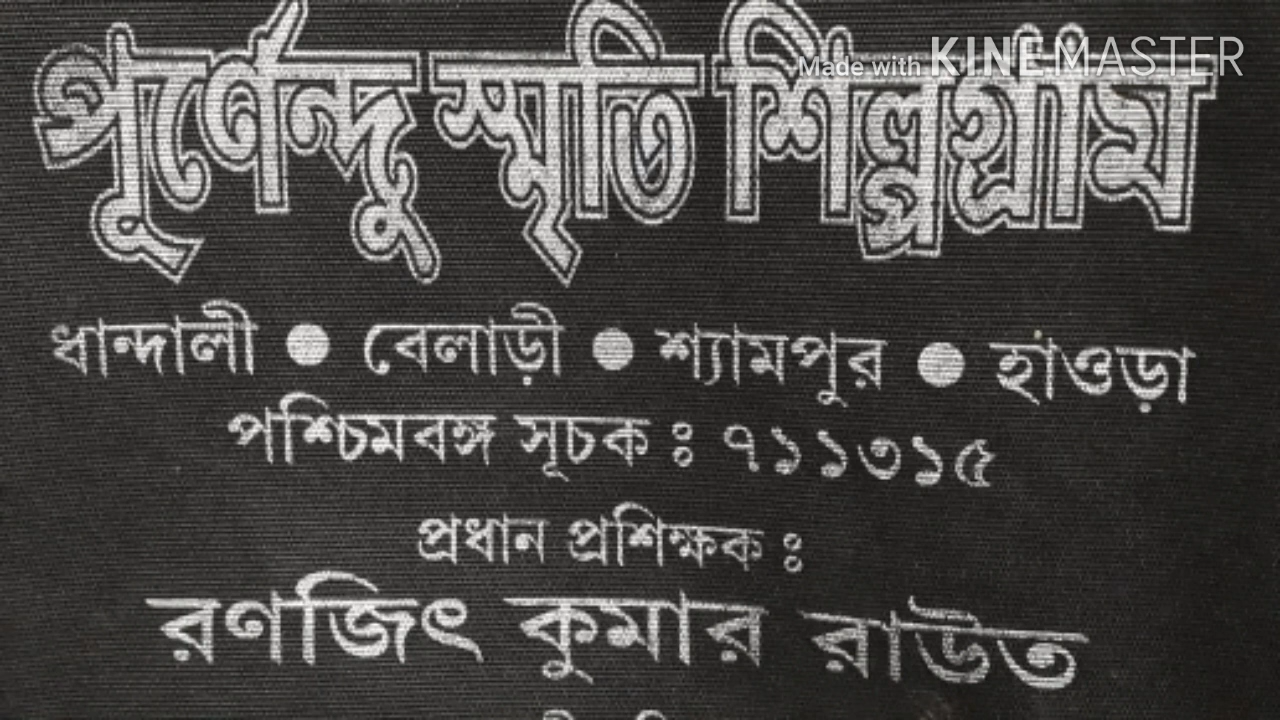 Made with KINEMASTER
পূর্ণেন্দু স্মৃতি শিল্পগ্রাম
ধান্দালী ● বেলাড়ী ● শ্যামপুর ● হাওড়া
পশ্চিমবঙ্গ সূচক ঃ ৭১১৩১৫
প্রধান প্রশিক্ষক ঃ
রণজিৎ কুমার রাউত